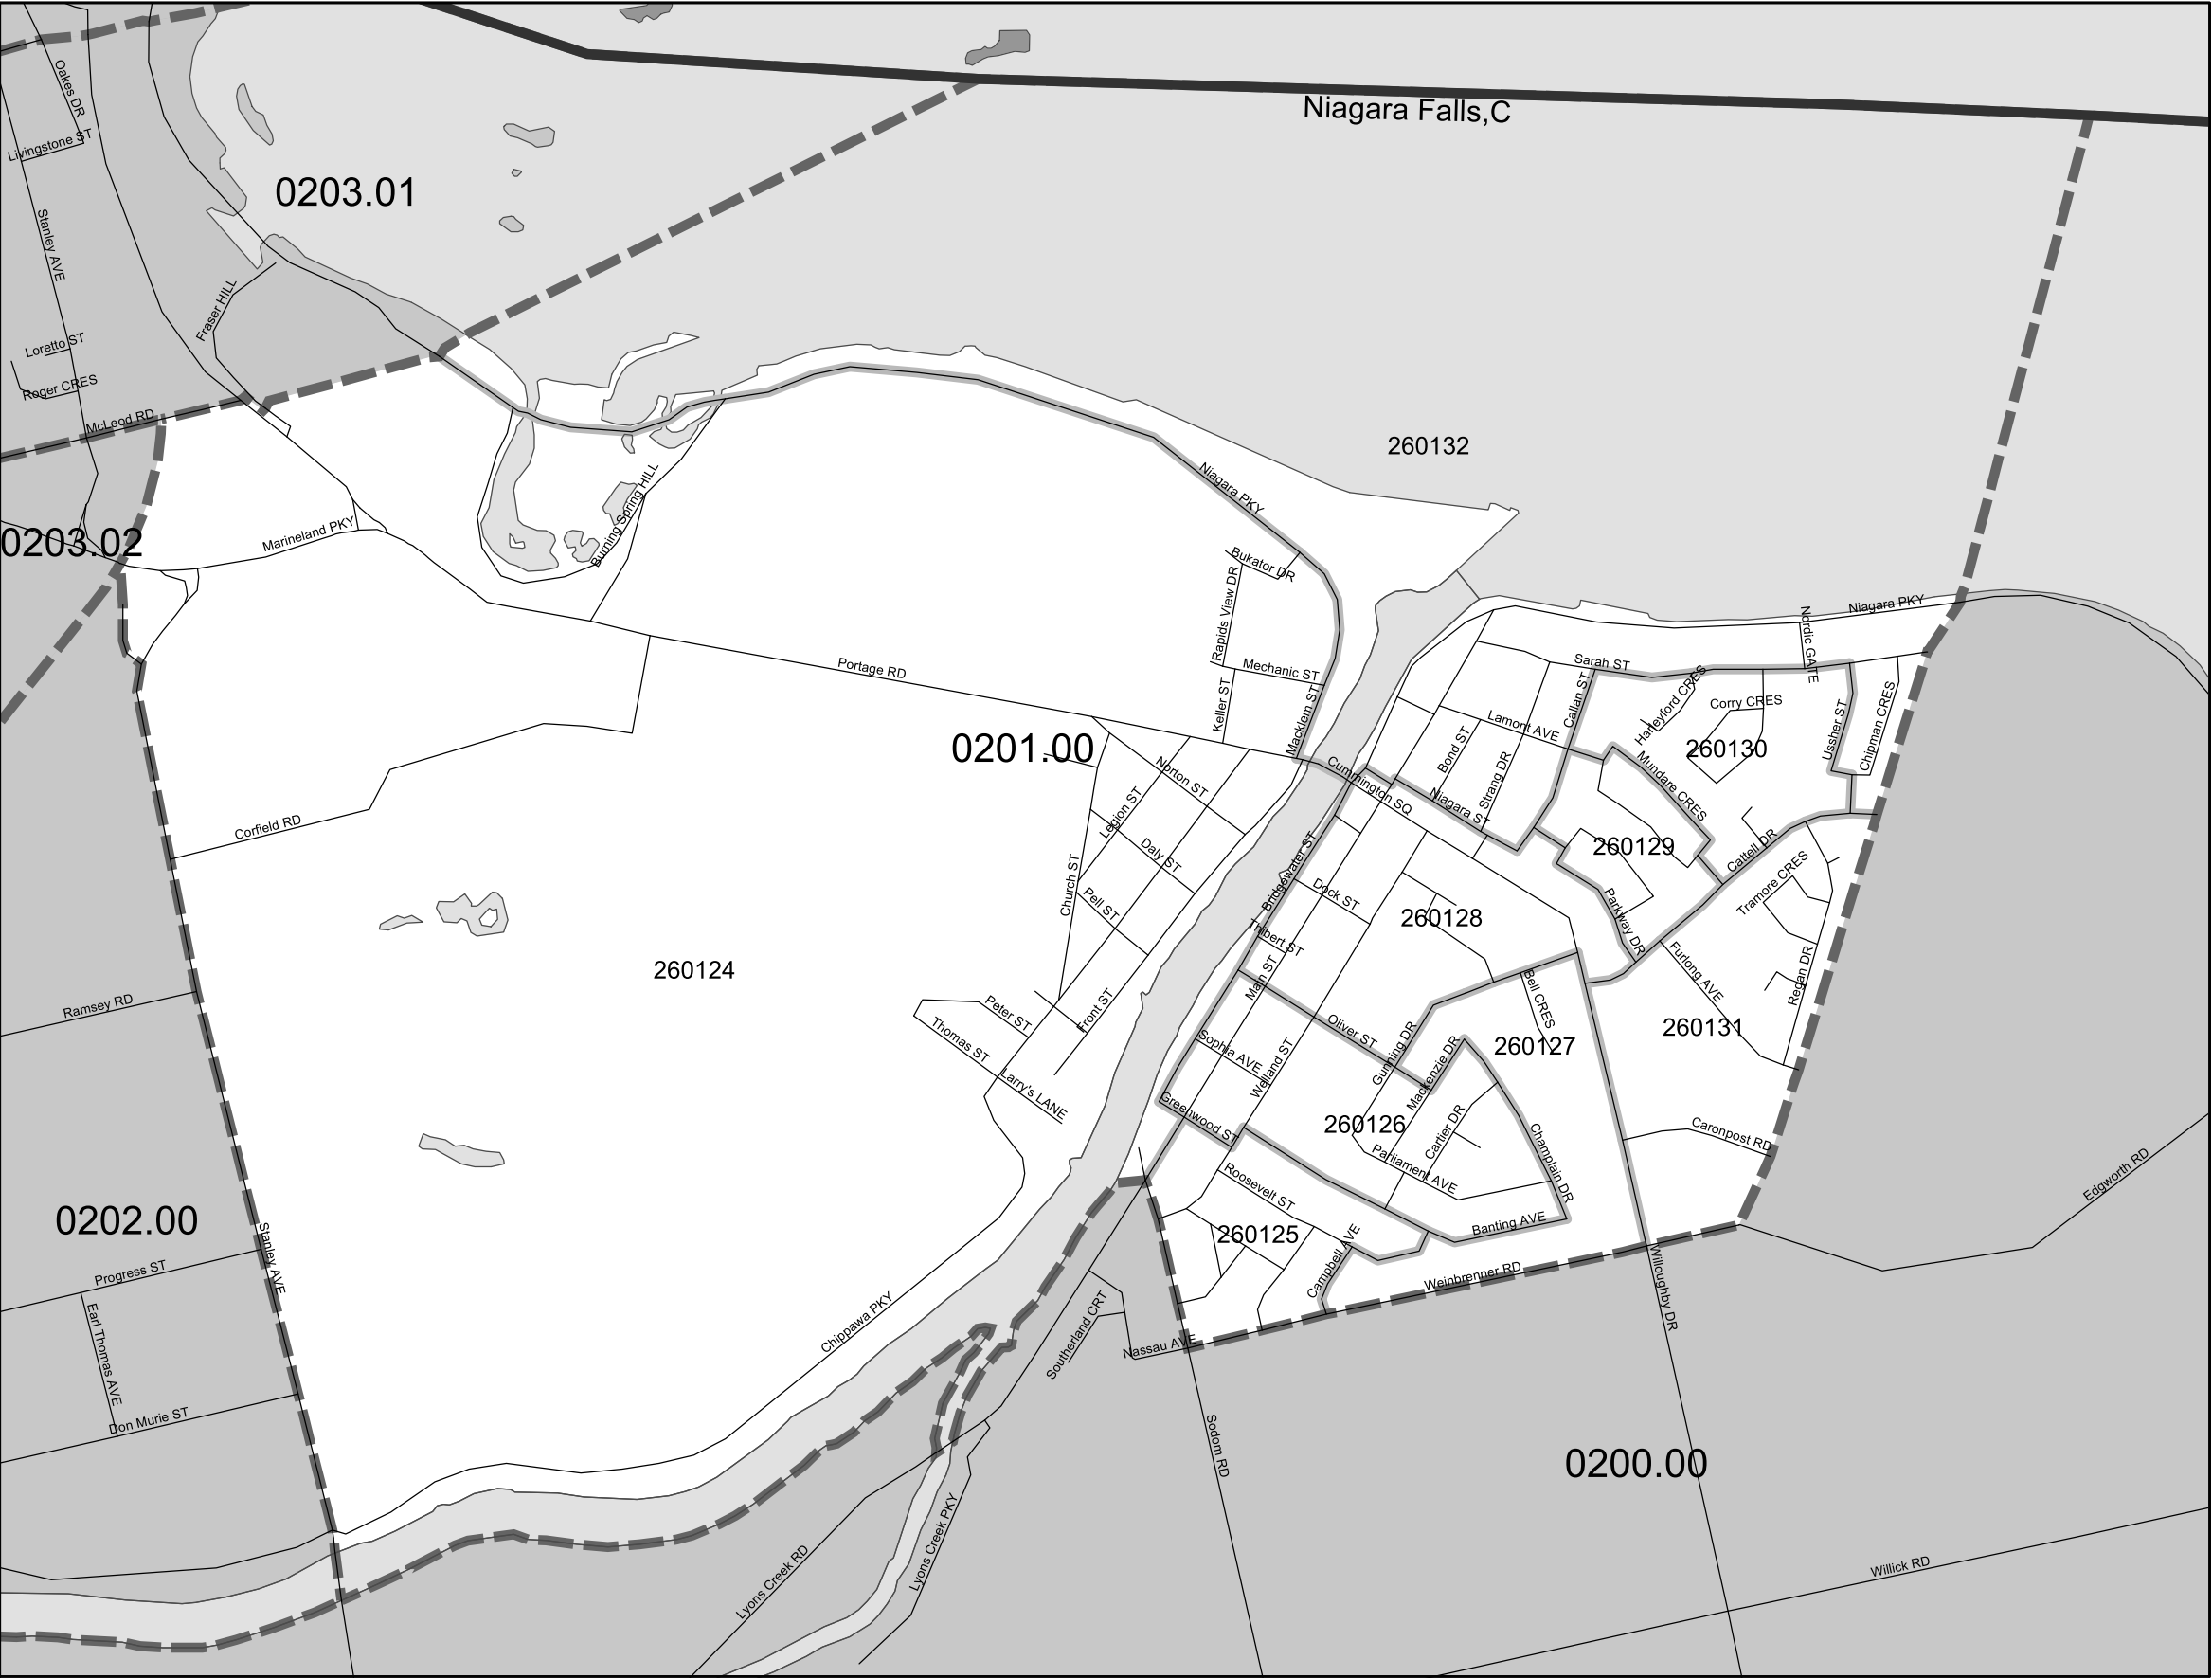 Niagara Falls,C
Oakes DR
Livingstone ST
0203.01
Stanley AVE
Fraser HILL
Loretto ST
Roger CRES
McLeod RD
260132
Niagara PKY
0203.02
Marineland PKY
Burning Spring HILL
Bukator DR
Rapids View DR
Niagara PKY
Nordic GATE
Portage RD
Mechanic ST
Keller ST
Macklem ST
Sarah ST
Callan ST
Harleyford CRES
Corry CRES
Ussher ST
Chipman CRES
0201.00
Lamont AVE
Bond ST
Strang DR
260130
Mundare CRES
Norton ST
Cummington SQ
Niagara ST
Legion ST
Corfield RD
Daly ST
260129
Cattell DR
Bridgewater ST
Church ST
Pell ST
Dock ST
Tramore CRES
260128
Parkway DR
Thibert ST
260124
Main ST
Furlong AVE
Regan DR
Ramsey RD
Peter ST
Front ST
Bell CRES
Thomas ST
Oliver ST
260131
Gunning DR
260127
Sophia AVE
Welland ST
Mackenzie DR
Larry's LANE
Greenwood ST
260126
Cartier DR
Champlain DR
Caronpost RD
Parliament AVE
Edgworth RD
Roosevelt ST
0202.00
Stanley AVE
260125
Banting AVE
Campbell AVE
Progress ST
Weinbrenner RD
Willoughby DR
Earl Thomas AVE
Chippawa PKY
Southerland CRT
Nassau AVE
Don Murie ST
Sodom RD
0200.00
Lyons Creek RD
Lyons Creek PKY
Willick RD